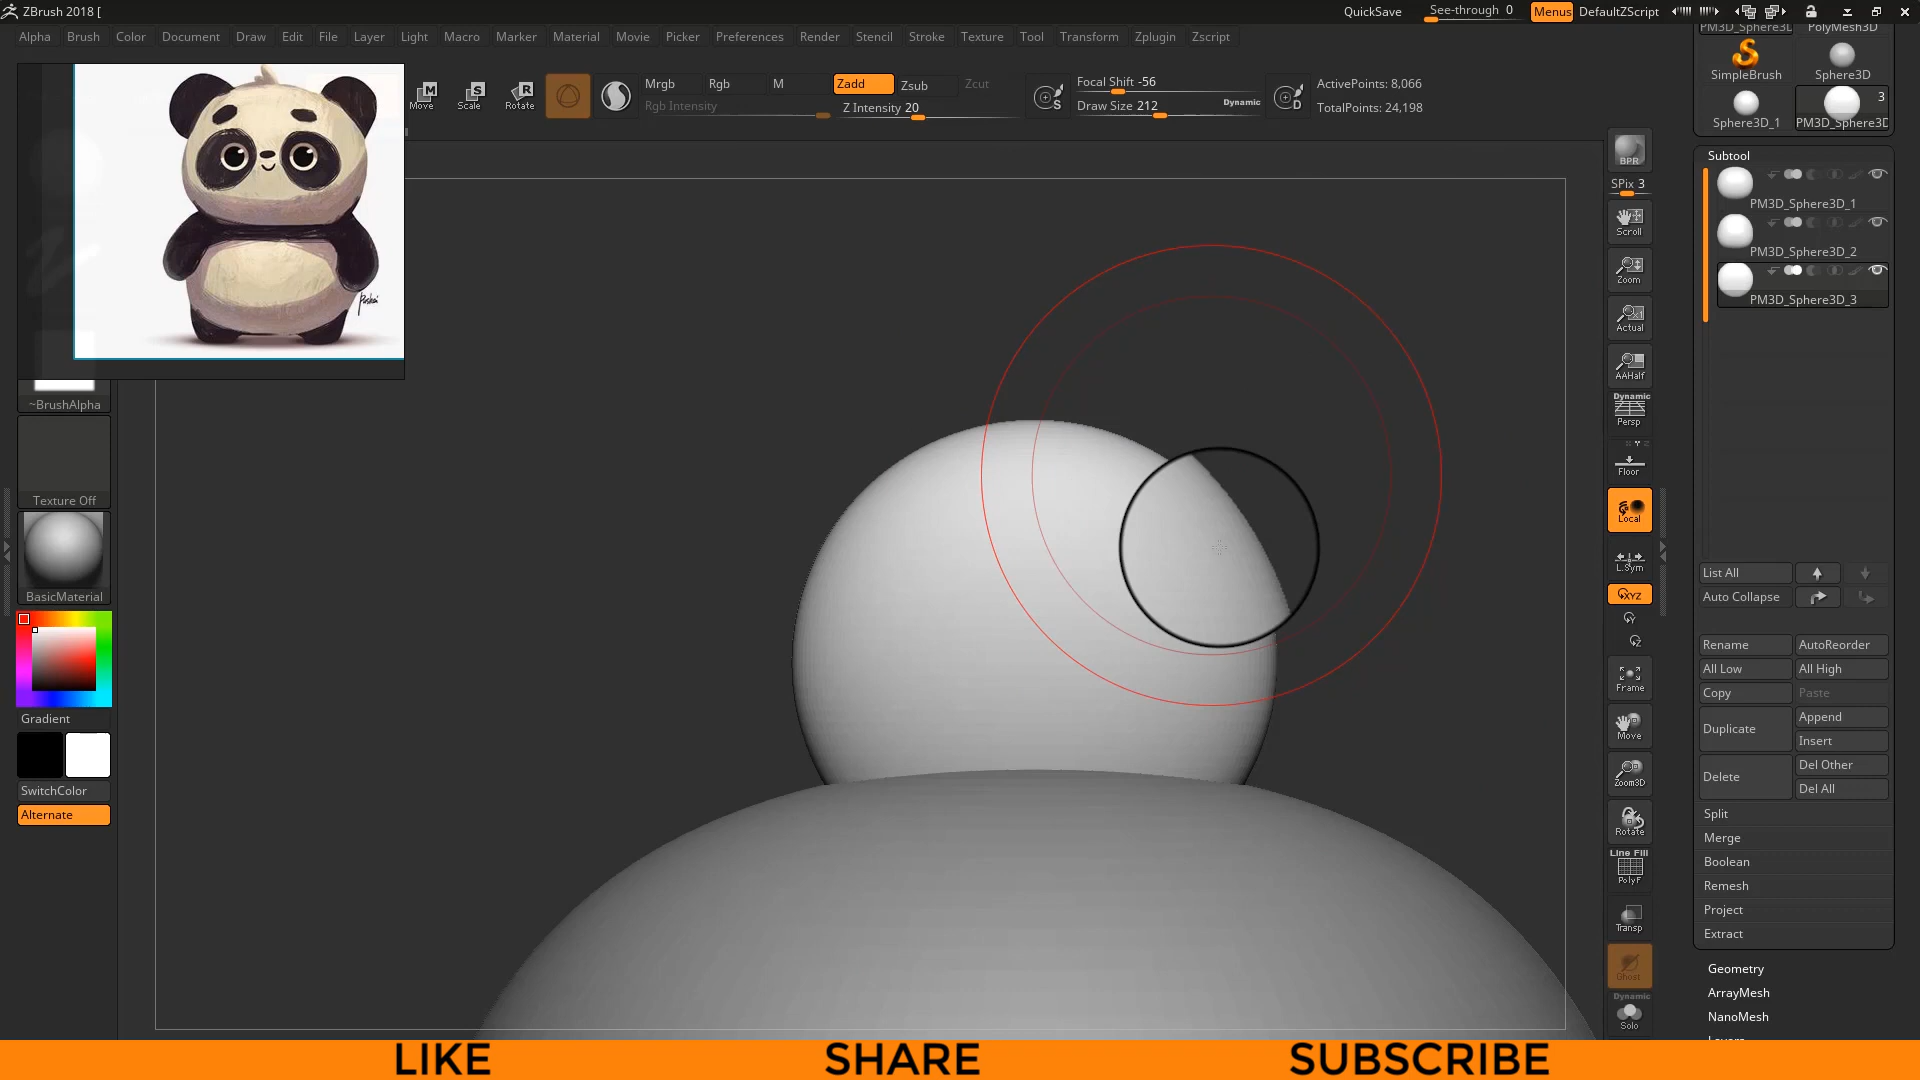 ZBrush 2018 [
QuickSave
See-through 0
Menus
DefaultZScript
Alpha Brush Color Document Draw Edit File Layer Light Macro Marker Material Movie Picker Preferences Render Stencil Stroke Texture Tool Transform Zplugin Zscript
Move
Scale
Rotate
Mrgb Rgb M
Rgb Intensity
Zadd Zsub Zcut
Z Intensity 20
S
Focal Shift -56
Draw Size 212
Dynamic
D
ActivePoints: 8,066
TotalPoints: 24,198
~BrushAlpha
Texture Off
BasicMaterial
Gradient
SwitchColor
Alternate
BPR
SPix 3
Scroll
Zoom
Actual
AAHalf
Dynamic
Persp
Floor
Local
L.Sym
XYZ
Frame
Move
Zoom3D
Rotate
Line Fill
PolyF
Transp
Ghost
Dynamic
Solo
PM3D_Sphere3D PolyMesh3D
SimpleBrush Sphere3D
3
Sphere3D_1 PM3D_Sphere3D
Subtool
PM3D_Sphere3D_1
PM3D_Sphere3D_2
PM3D_Sphere3D_3
List All
Auto Collapse
Rename AutoReorder
All Low All High
Copy Paste
Duplicate Append
Insert
Delete Del Other
Del All
Split
Merge
Boolean
Remesh
Project
Extract
Geometry
ArrayMesh
NanoMesh
LIKE SHARE SUBSCRIBE